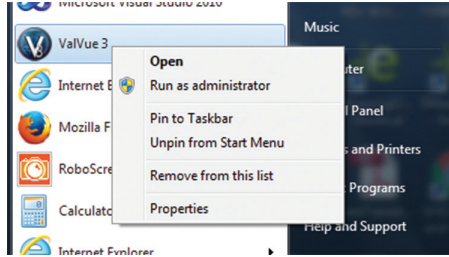 Microsoft Visual Studio 2010
ValVue 3
Internet E
Mozilla F
RoboScre
Calculato
Internet Explorer
Open
Run as administrator
Pin to Taskbar
Unpin from Start Menu
Remove from this list
Properties
Music
uter
l Panel
s and Printers
Programs
Help and Support